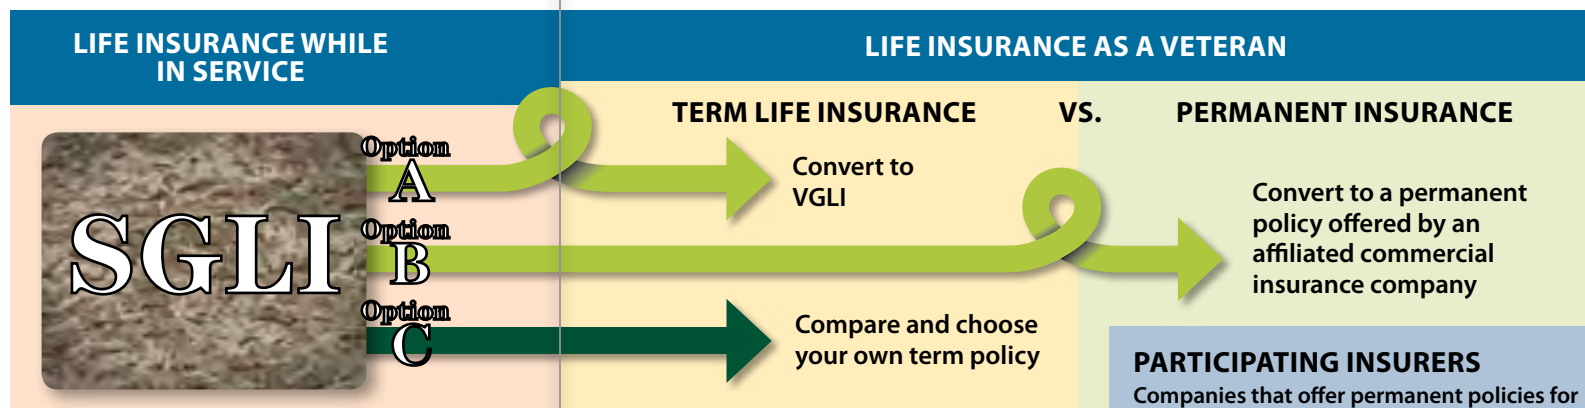 LIFE INSURANCE WHILE
IN SERVICE
LIFE INSURANCE AS A VETERAN
TERM LIFE INSURANCE VS. PERMANENT INSURANCE
SGLI
Option
A
Convert to
VGLI
Option
B
Convert to a permanent
policy offered by an
affiliated commercial
insurance company
Option
C
Compare and choose
your own term policy
PARTICIPATING INSURERS
Companies that offer permanent policies for